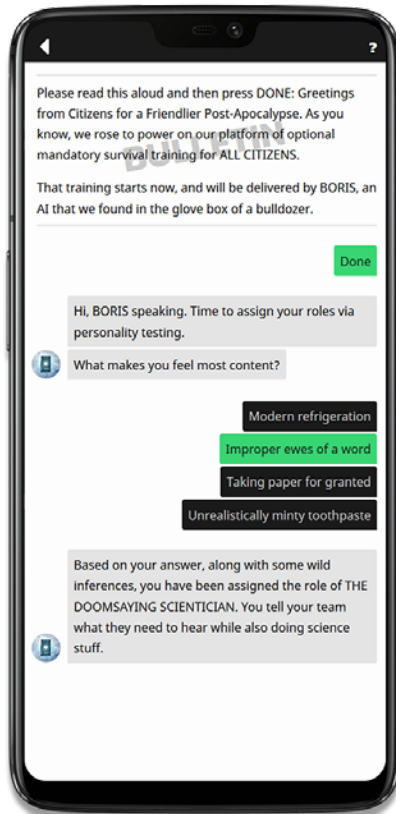 ?
Please read this aloud and then press DONE: Greetings
from Citizens for a Friendlier Post-Apocalypse. As you
know, we rose to power on our platform of optional
mandatory survival training for ALL CITIZENS.
BULLETIN
That training starts now, and will be delivered by BORIS, an
AI that we found in the glove box of a bulldozer.
Done
Hi, BORIS speaking. Time to assign your roles via
personality testing.
What makes you feel most content?
Modern refrigeration
Improper ewes of a word
Taking paper for granted
Unrealistically minty toothpaste
Based on your answer, along with some wild
inferences, you have been assigned the role of THE
DOOMSAYING SCIENTICIAN. You tell your team
what they need to hear while also doing science
stuff.